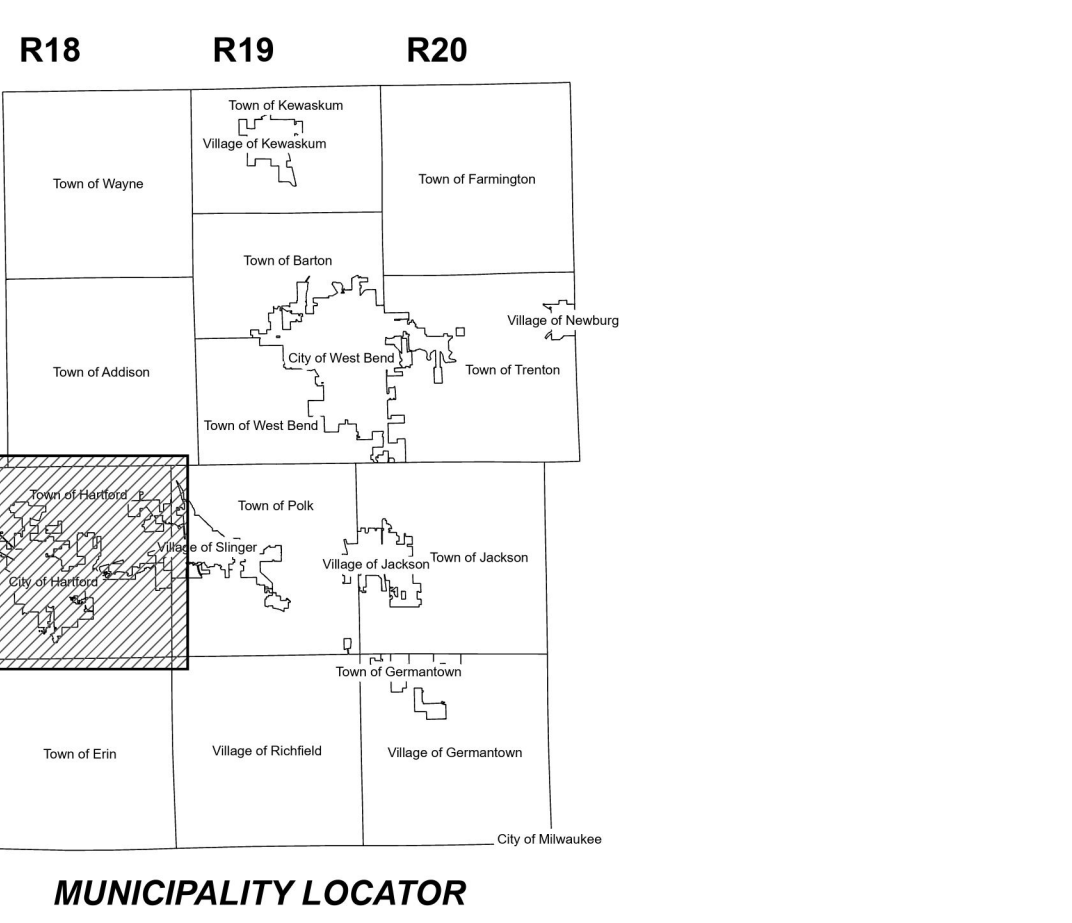 R18 R19 R20
Town of Kewaskum
Village of Kewaskum
Town of Wayne
Town of Farmington
Town of Barton
Village of Newburg
City of West Bend
Town of Addison
Town of Trenton
Town of West Bend
Town of Hartford
Town of Polk
Village of Slinger
Town of Jackson
Village of Jackson
City of Hartford
Town of Germantown
Town of Erin
Village of Richfield
Village of Germantown
City of Milwaukee
MUNICIPALITY LOCATOR